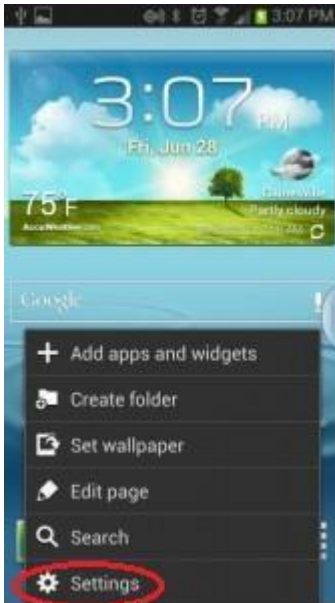 3:07 PM
3:07 PM
Fri, Jun 28
75°F
Partly cloudy
AccuWeather.com
Google
Add apps and widgets
Create folder
Set wallpaper
Edit page
Search
Settings